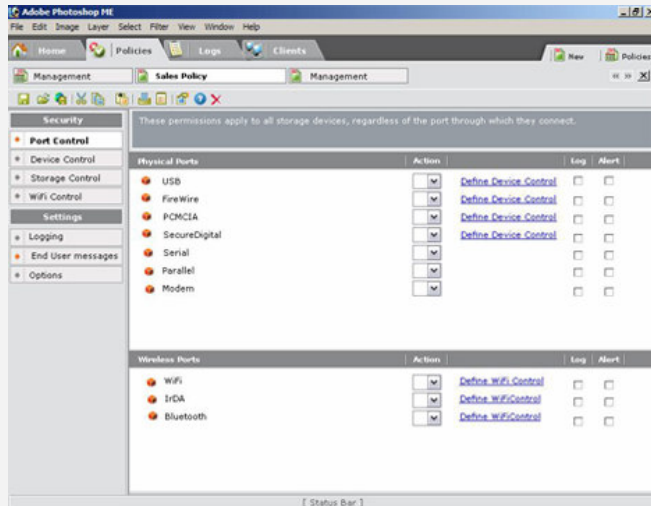 Adobe Photoshop ME
File Edit Image Layer Select Filter View Window Help
Home Policies Logs Clients New Policies
Management Sales Policy Management
Security
These permissions apply to all storage devices, regardless of the port through which they connect.
Port Control
Device Control
Storage Control
WiFi Control
Settings
Logging
End User messages
Options
Physical Ports Action Log Alert
USB Define Device Control
FireWire Define Device Control
PCMCIA Define Device Control
SecureDigital Define Device Control
Serial
Parallel
Modem
Wireless Ports Action Log Alert
WiFi Define WiFi Control
IrDA Define WiFiControl
Bluetooth Define WiFiControl
[ Status Bar ]